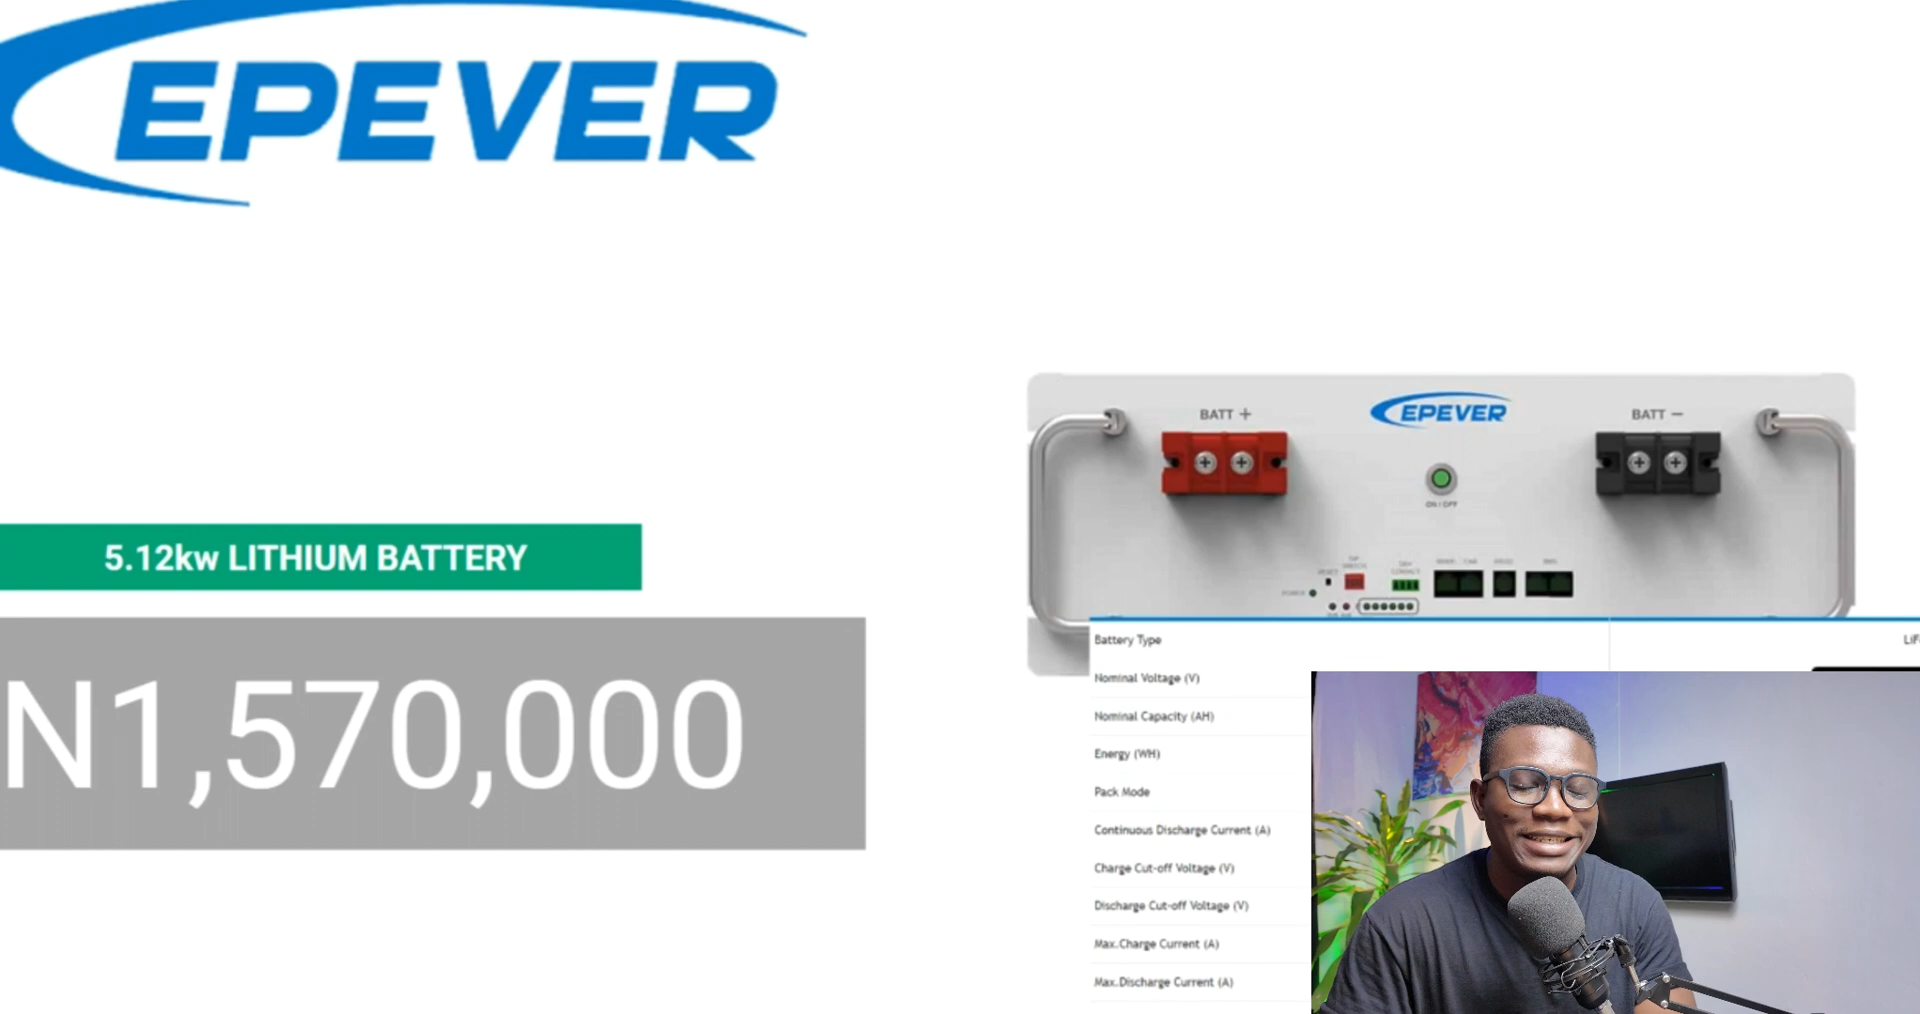 EPEVER
5.12kw LITHIUM BATTERY
N1,570,000
BATT +
EPEVER
BATT −
ON / OFF
Battery Type
Nominal Voltage (V)
Nominal Capacity (AH)
Energy (WH)
Pack Mode
Continuous Discharge Current (A)
Charge Cut-off Voltage (V)
Discharge Cut-off Voltage (V)
Max.Charge Current (A)
Max.Discharge Current (A)